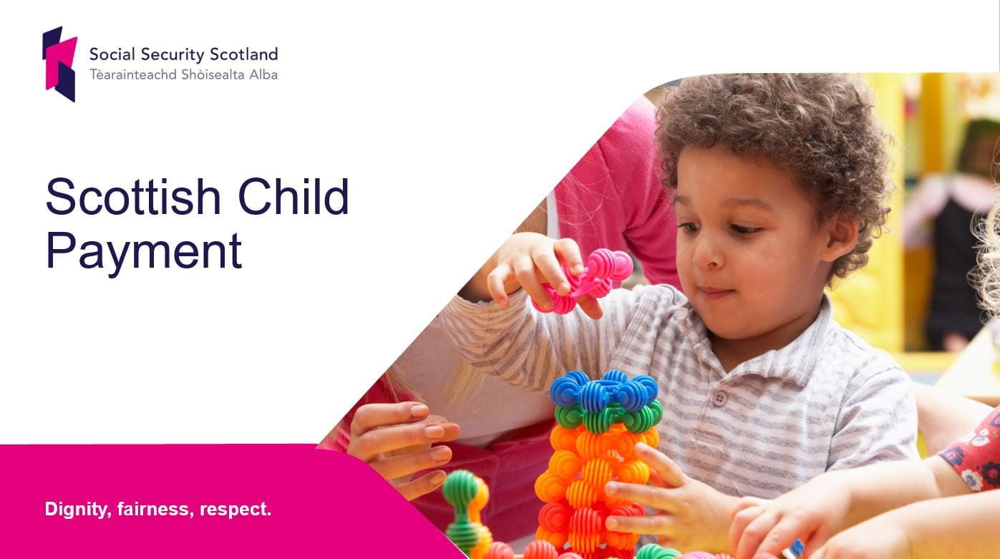 Social Security Scotland
Tèarainteachd Shòisealta Alba
Scottish Child
Payment
Dignity, fairness, respect.